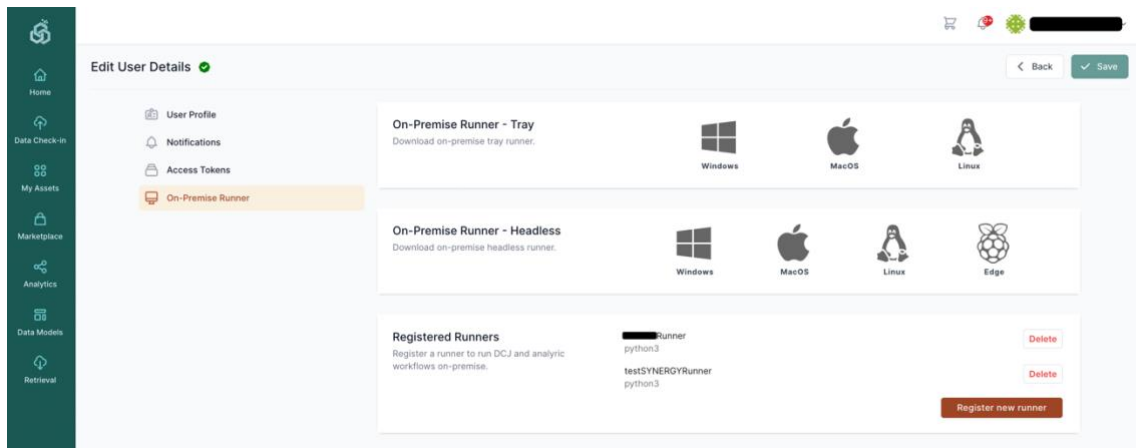 9+
Edit User Details
Back
Save
Home
Data Check-in
My Assets
Marketplace
Analytics
Data Models
Retrieval
User Profile
Notifications
Access Tokens
On-Premise Runner
On-Premise Runner - Tray
Download on-premise tray runner.
Windows
MacOS
Linux
On-Premise Runner - Headless
Download on-premise headless runner.
Windows
MacOS
Linux
Edge
Registered Runners
Register a runner to run DCJ and analyric
workflows on-premise.
Runner
python3
Delete
testSYNERGYRunner
python3
Delete
Register new runner